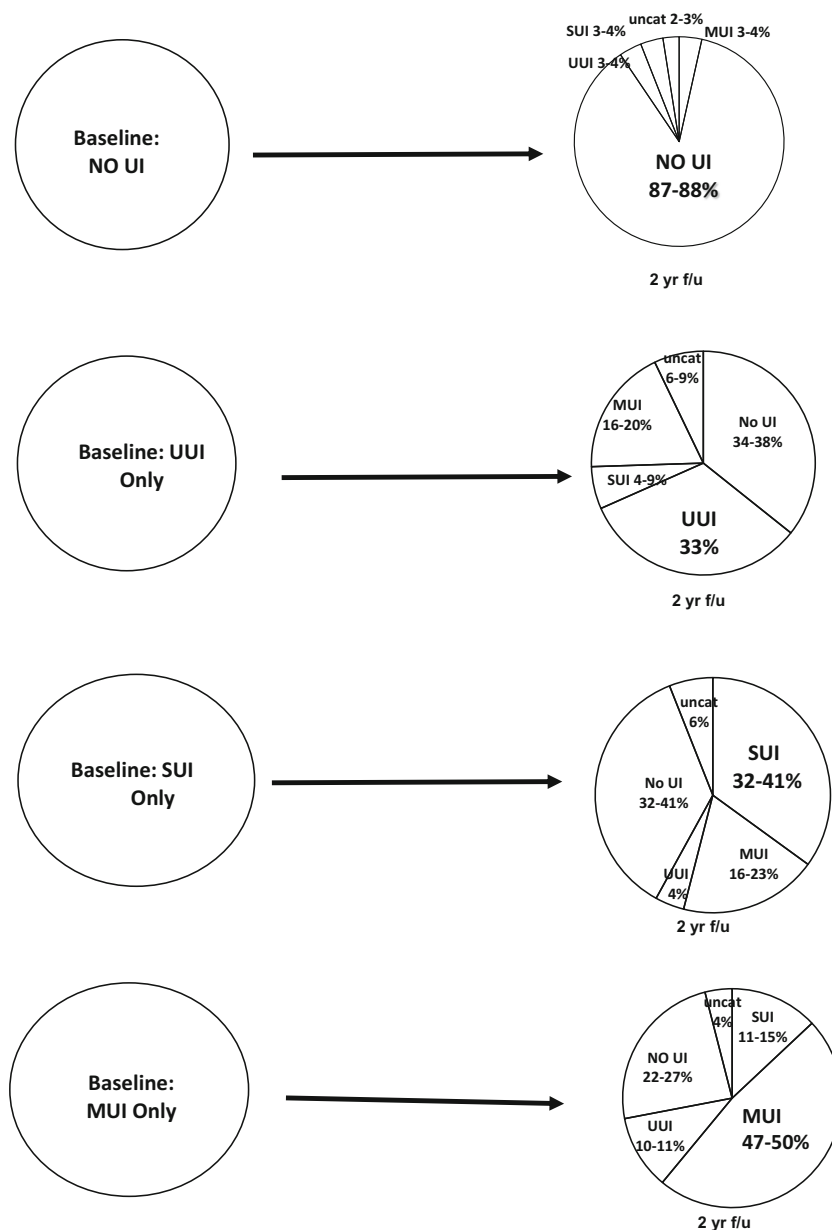 uncat 2-3%
SUI 3-4%
MUI 3-4%
UUI 3-4%
Baseline:
NO UI
NO UI
87-88%
2 yr f/u
Baseline: UUI
Only
uncat
6-9%
MUI
16-20%
No UI
34-38%
SUI 4-9%
UUI
33%
2 yr f/u
Baseline: SUI
Only
uncat
6%
SUI
32-41%
No UI
32-41%
MUI
16-23%
UUI
4%
2 yr f/u
Baseline:
MUI Only
uncat
4%
SUI
11-15%
NO UI
22-27%
MUI
47-50%
UUI
10-11%
2 yr f/u